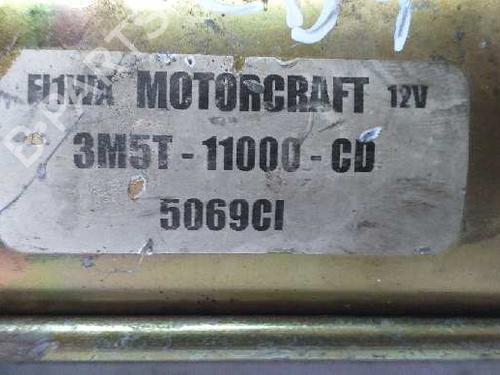 MOTORCRAFT 12V
3M5T - 11000 - CD
5069CI